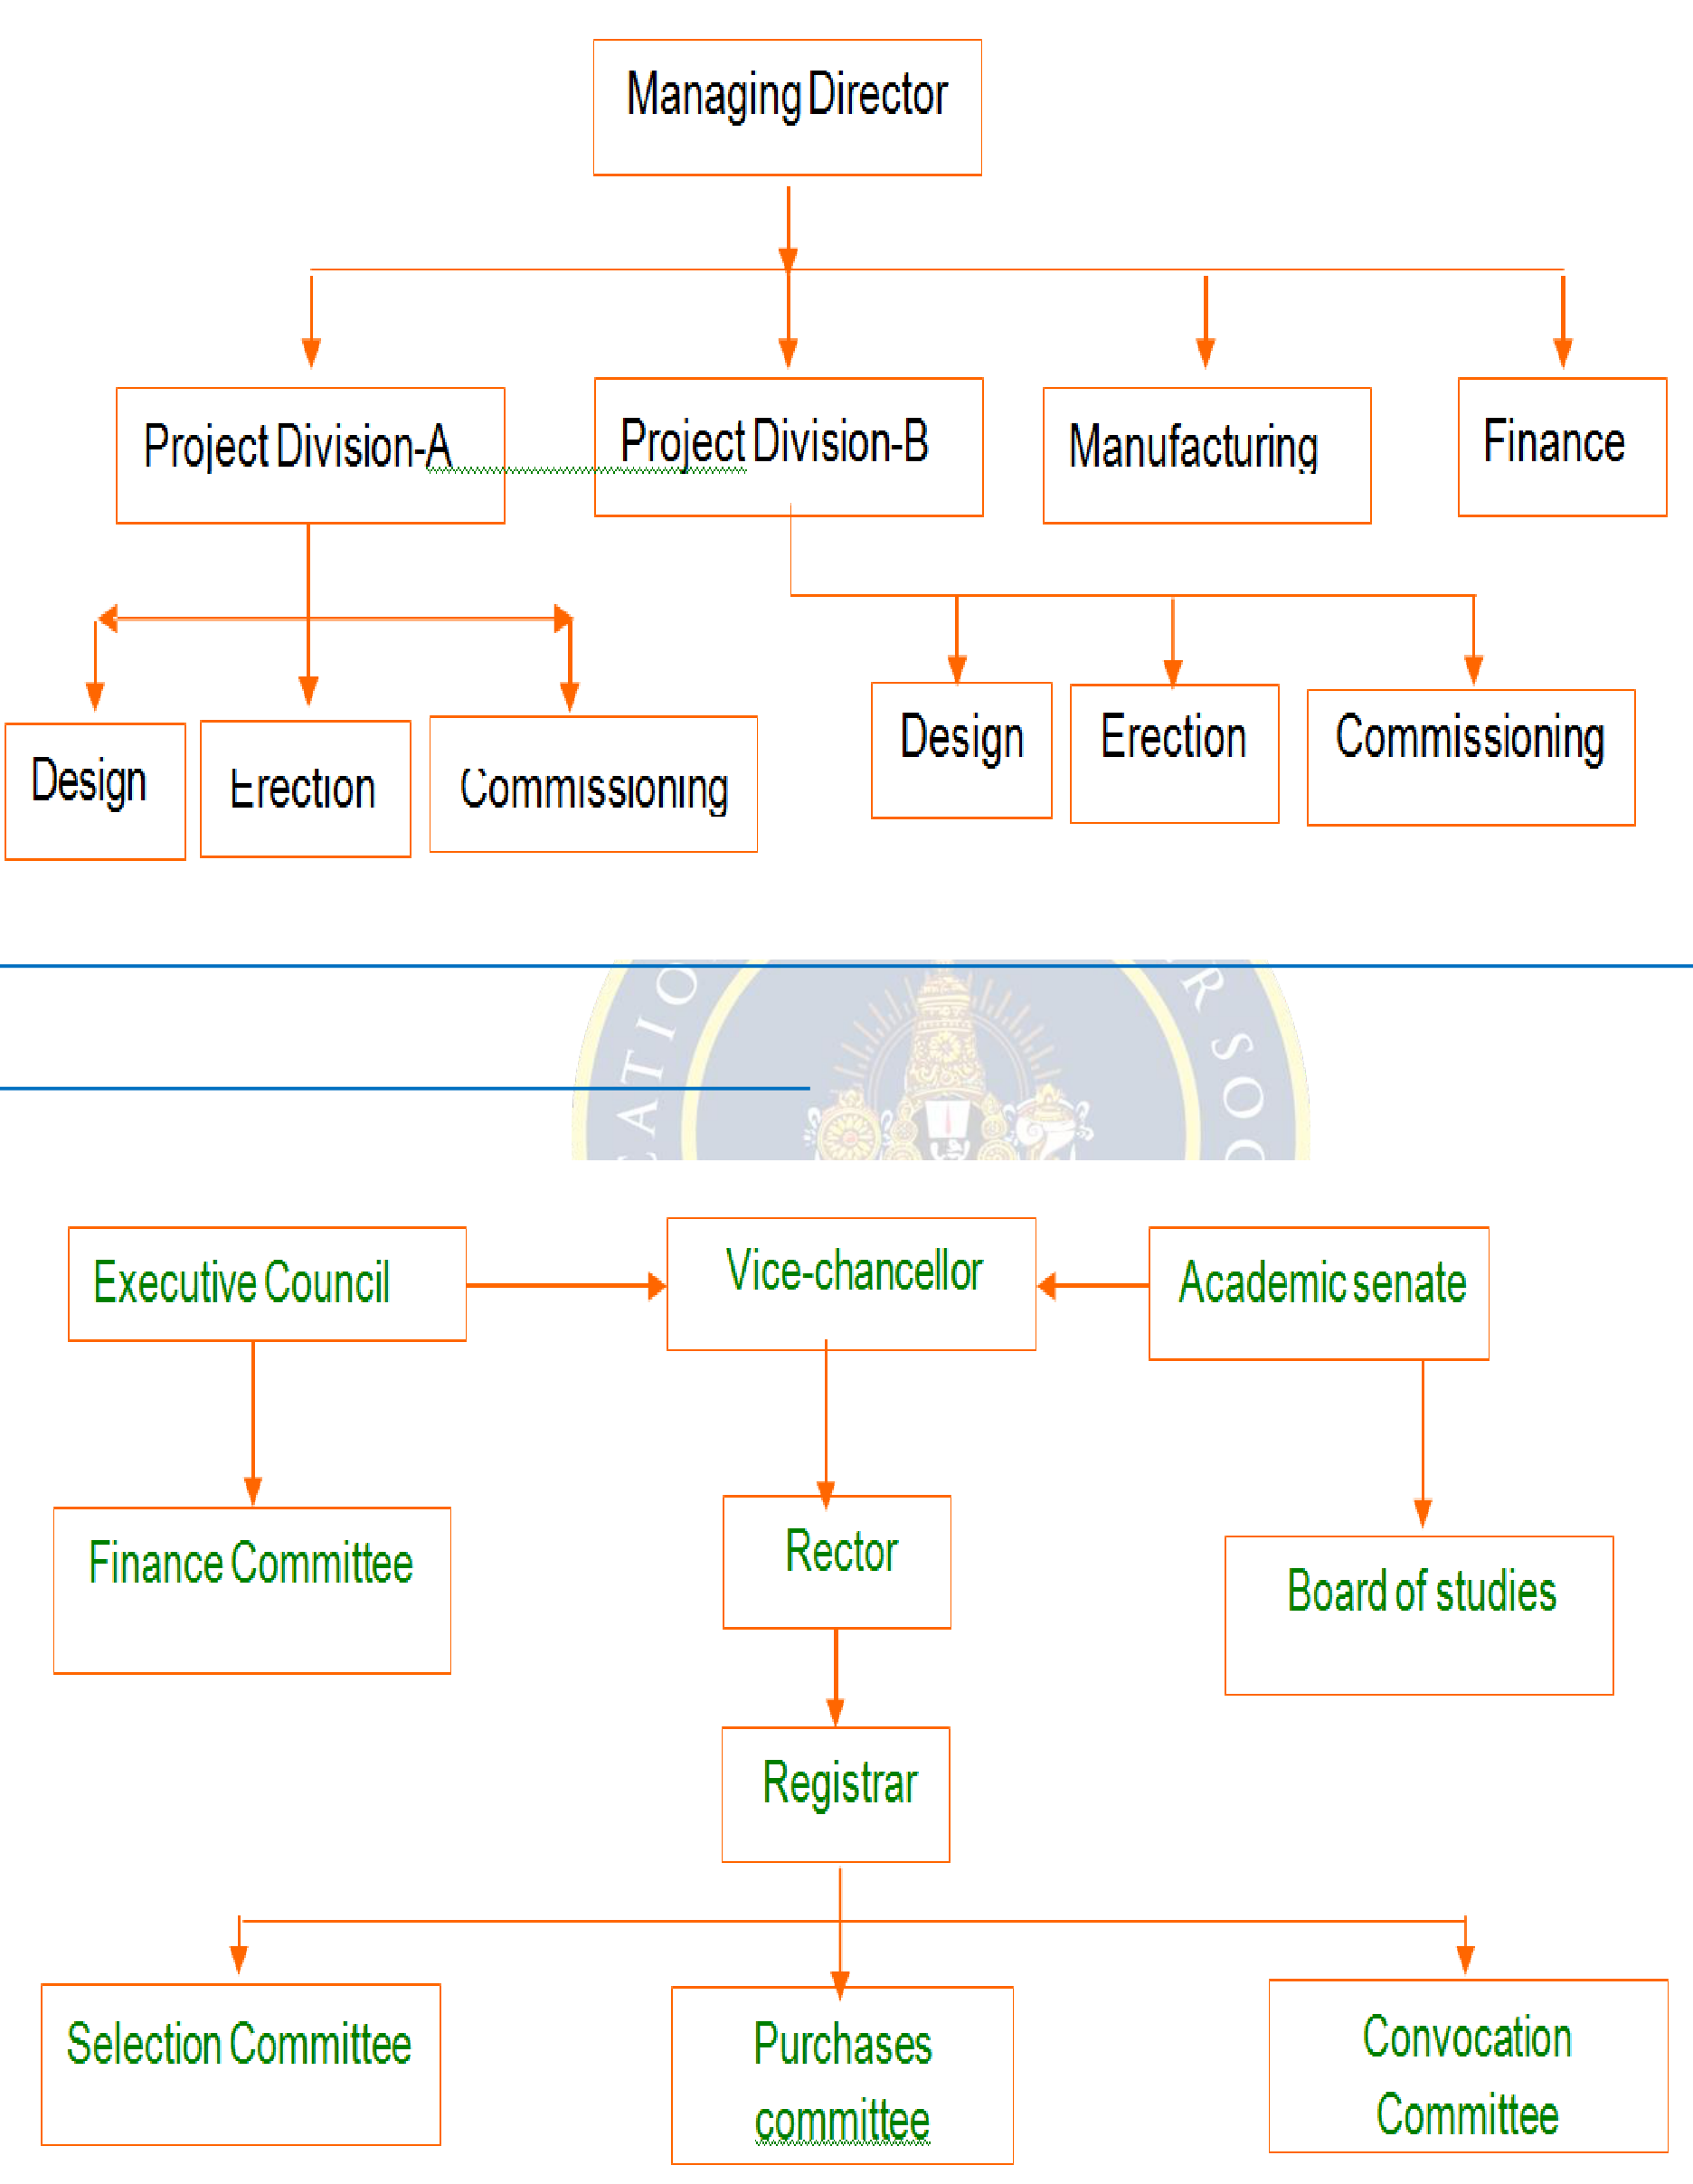 Managing Director
Project Division-A
Project Division-B
Manufacturing
Finance
Design
Erection
Commissioning
Design
Erection
Commissioning
Executive Council
Vice-chancellor
Academic senate
Finance Committee
Rector
Board of studies
Registrar
Selection Committee
Purchases
committee
Convocation
Committee